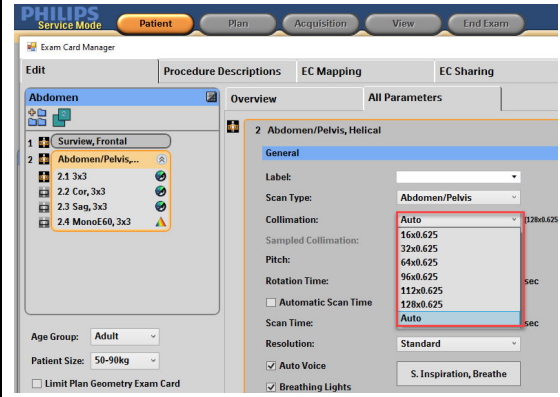 PHILIPS
Service Mode
Patient
Plan
Acquisition
View
End Exam
Exam Card Manager
Edit
Procedure Descriptions
EC Mapping
EC Sharing
Abdomen
Overview
All Parameters
1 Surview, Frontal
2 Abdomen/Pelvis,...
2.1 3x3
2.2 Cor, 3x3
2.3 Sag, 3x3
2.4 MonoE60, 3x3
Age Group: Adult
Patient Size: 50-90kg
Limit Plan Geometry Exam Card
2 Abdomen/Pelvis, Helical
General
Label:
Scan Type: Abdomen/Pelvis
Collimation: Auto (128x0.625
Sampled Collimation:
Pitch:
Rotation Time: sec
Automatic Scan Time
Scan Time: sec
16x0.625
32x0.625
64x0.625
96x0.625
112x0.625
128x0.625
Auto
Resolution: Standard
Auto Voice
S. Inspiration, Breathe
Breathing Lights